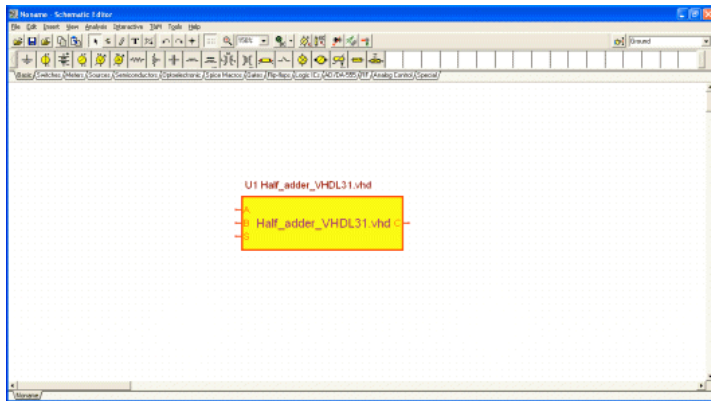 Noname - Schematic Editor
File Edit Insert View Analysis Interactive T&M Tools Help
Ground
Basic Switches Meters Sources Semiconductors Optoelectronic Spice Macros Gates Flip-flops Logic ICs AD/DA-555 RF Analog Control Special
U1 Half_adder_VHDL31.vhd
A
B Half_adder_VHDL31.vhd C
S
Noname